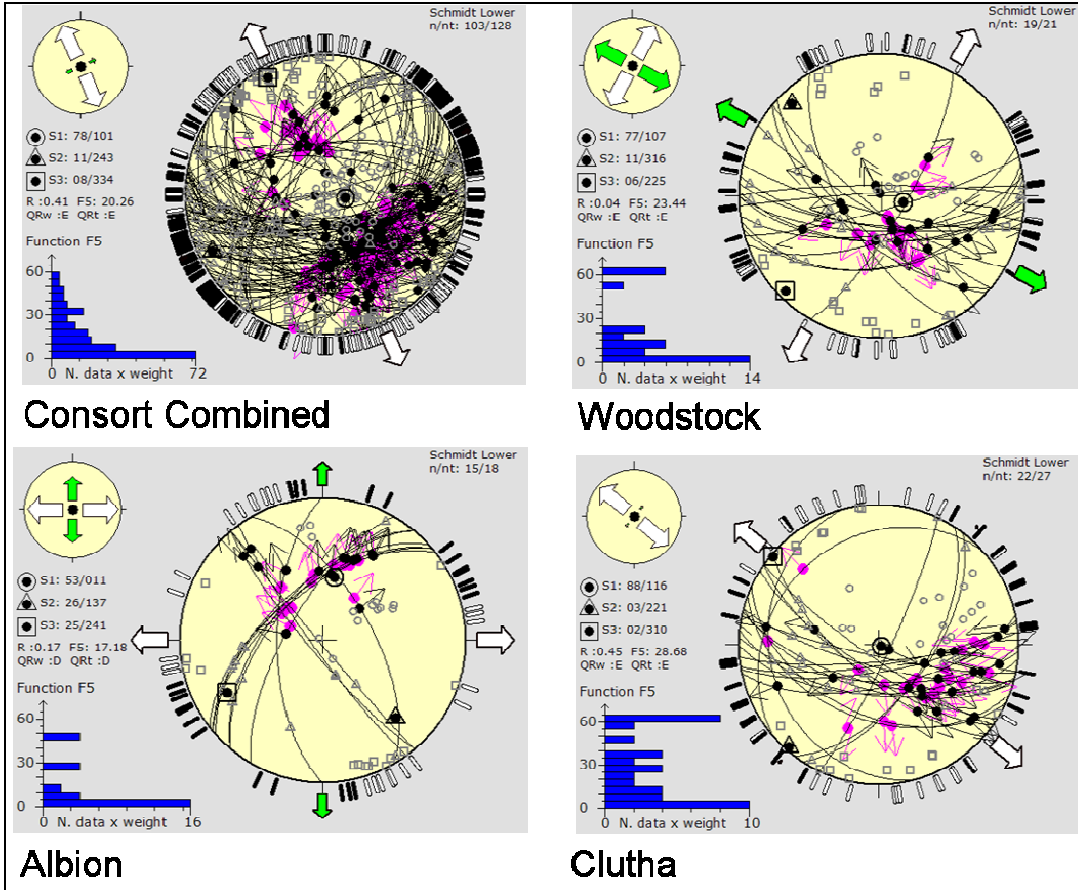 Schmidt Lower
n/nt: 103/128
S1: 78/101
S2: 11/243
S3: 08/334
R :0.41 F5: 20.26
QRw :E QRt :E
Function F5
60
30
0
0 N. data x weight 72
Consort Combined
Schmidt Lower
n/nt: 19/21
S1: 77/107
S2: 11/316
S3: 06/225
R :0.04 F5: 23.44
QRw :E QRt :E
Function F5
60
30
0
0 N. data x weight 14
Woodstock
Schmidt Lower
n/nt: 15/18
S1: 53/011
S2: 26/137
S3: 25/241
R :0.17 F5: 17.18
QRw :D QRt :D
Function F5
60
30
0
0 N. data x weight 16
Albion
Schmidt Lower
n/nt: 22/27
S1: 88/116
S2: 03/221
S3: 02/310
R :0.45 F5: 28.68
QRw :E QRt :E
Function F5
60
30
0
0 N. data x weight 10
Clutha